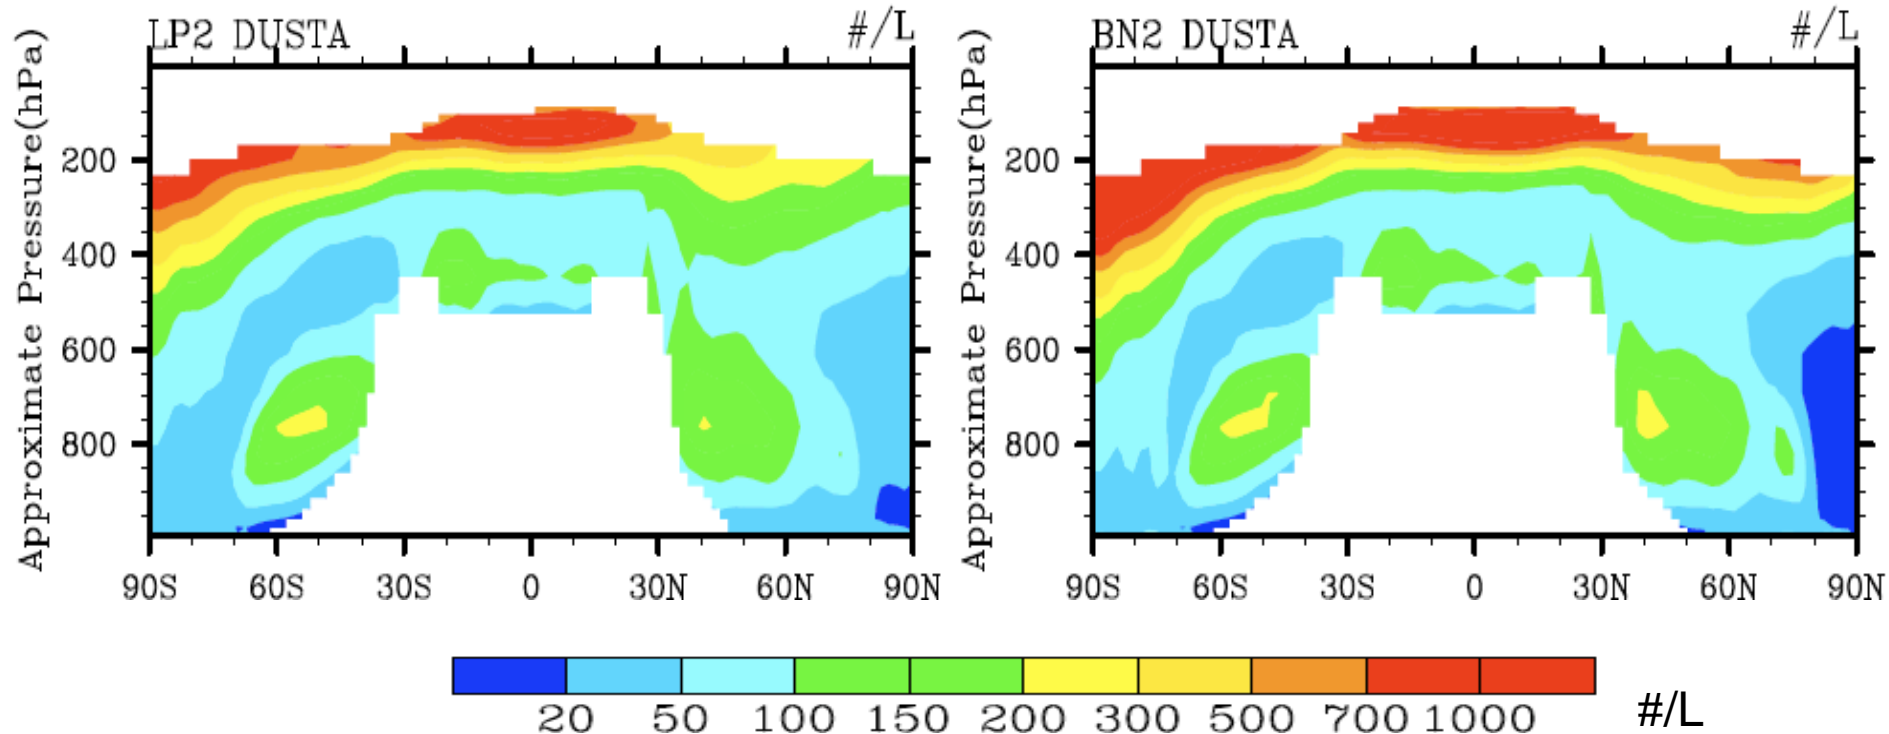 LP2 DUSTA #/L
Approximate Pressure(hPa)
200
400
600
800
90S 60S 30S 0 30N 60N 90N
BN2 DUSTA #/L
Approximate Pressure(hPa)
200
400
600
800
90S 60S 30S 0 30N 60N 90N
20 50 100 150 200 300 500 700 1000 #/L